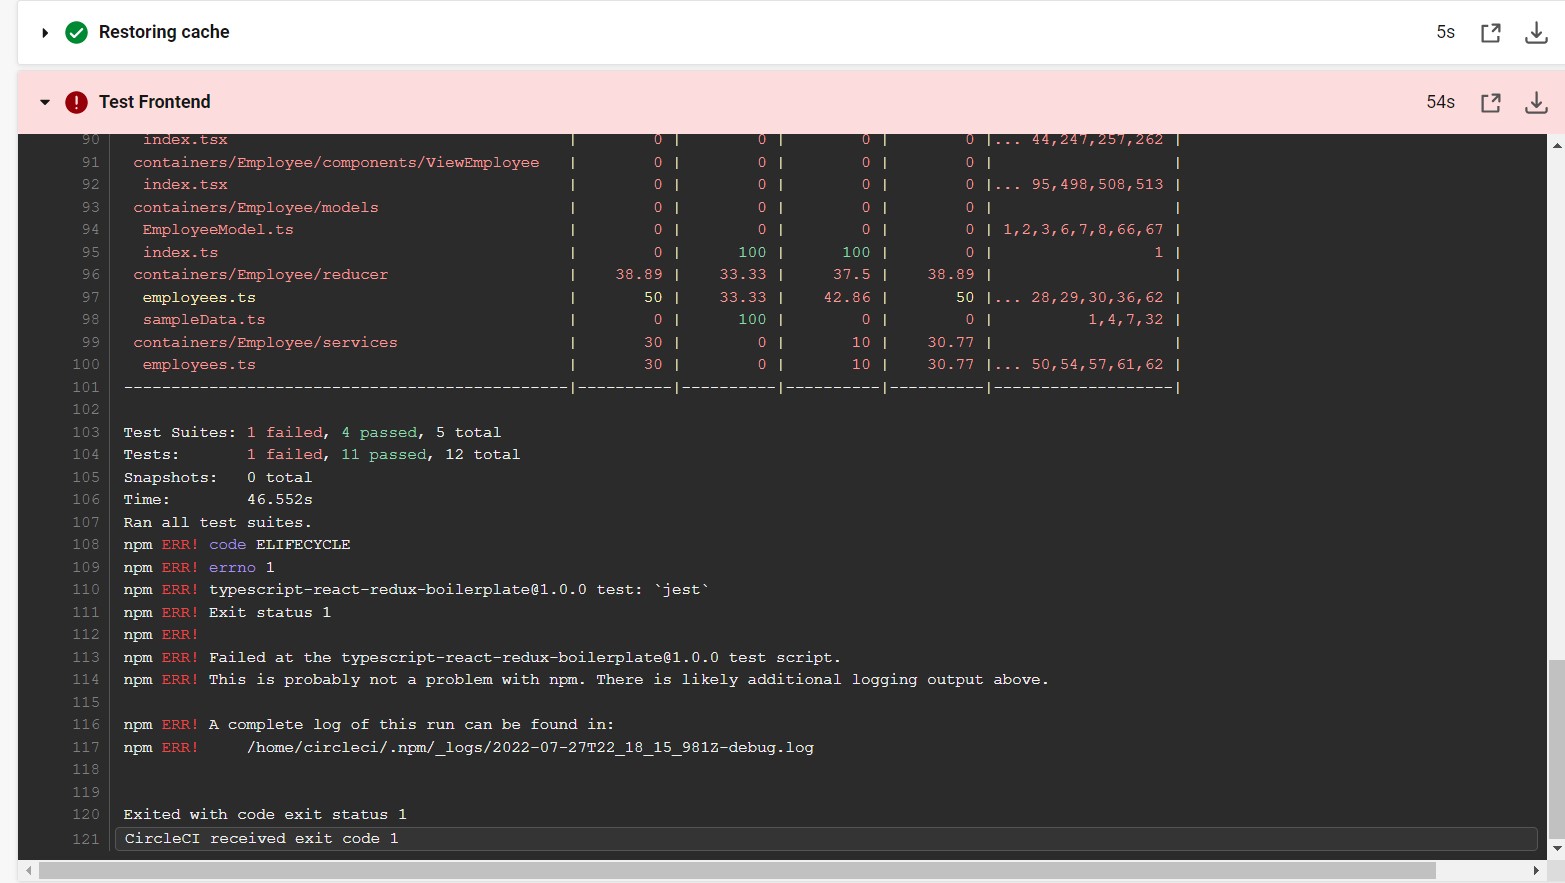 Restoring cache 5s
Test Frontend 54s
90 index.tsx | 0 | 0 | 0 | 0 |... 44,247,257,262 |
91 containers/Employee/components/ViewEmployee | 0 | 0 | 0 | 0 | |
92 index.tsx | 0 | 0 | 0 | 0 |... 95,498,508,513 |
93 containers/Employee/models | 0 | 0 | 0 | 0 | |
94 EmployeeModel.ts | 0 | 0 | 0 | 0 | 1,2,3,6,7,8,66,67 |
95 index.ts | 0 | 100 | 100 | 0 | 1 |
96 containers/Employee/reducer | 38.89 | 33.33 | 37.5 | 38.89 | |
97 employees.ts | 50 | 33.33 | 42.86 | 50 |... 28,29,30,36,62 |
98 sampleData.ts | 0 | 100 | 0 | 0 | 1,4,7,32 |
99 containers/Employee/services | 30 | 0 | 10 | 30.77 | |
100 employees.ts | 30 | 0 | 10 | 30.77 |... 50,54,57,61,62 |
101 -----------------------------------------------|----------|----------|----------|----------|-------------------|
102
103 Test Suites: 1 failed, 4 passed, 5 total
104 Tests: 1 failed, 11 passed, 12 total
105 Snapshots: 0 total
106 Time: 46.552s
107 Ran all test suites.
108 npm ERR! code ELIFECYCLE
109 npm ERR! errno 1
110 npm ERR! typescript-react-redux-boilerplate@1.0.0 test: `jest`
111 npm ERR! Exit status 1
112 npm ERR!
113 npm ERR! Failed at the typescript-react-redux-boilerplate@1.0.0 test script.
114 npm ERR! This is probably not a problem with npm. There is likely additional logging output above.
115
116 npm ERR! A complete log of this run can be found in:
117 npm ERR! /home/circleci/.npm/_logs/2022-07-27T22_18_15_981Z-debug.log
118
119
120 Exited with code exit status 1
121 CircleCI received exit code 1